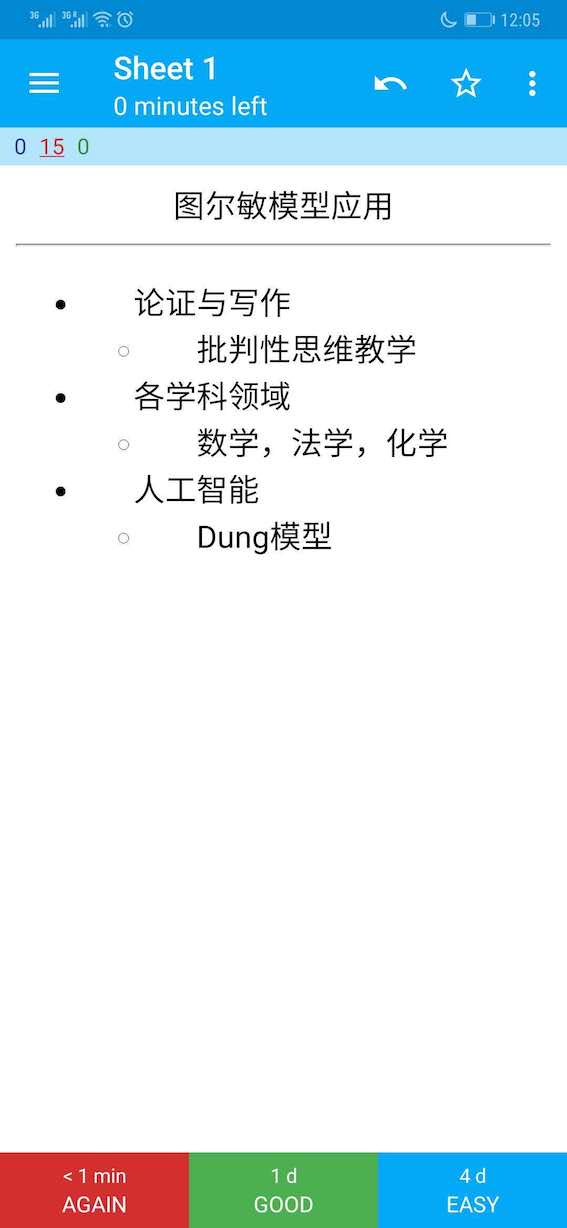 3G 3G R 12:05
Sheet 1
0 minutes left
0 15 0
图尔敏模型应用
论证与写作
批判性思维教学
各学科领域
数学，法学，化学
人工智能
Dung模型
< 1 min 1 d 4 d
AGAIN GOOD EASY